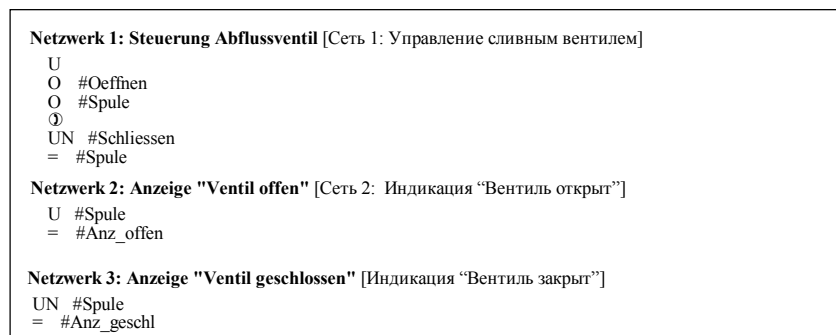 Netzwerk 1: Steuerung Abflussventil [Сеть 1: Управление сливным вентилем]
U
O #Oeffnen
O #Spule
➀
UN #Schliessen
= #Spule
Netzwerk 2: Anzeige "Ventil offen" [Сеть 2: Индикация “Вентиль открыт”]
U #Spule
= #Anz_offen
Netzwerk 3: Anzeige "Ventil geschlossen" [Индикация “Вентиль закрыт”]
UN #Spule
= #Anz_geschl